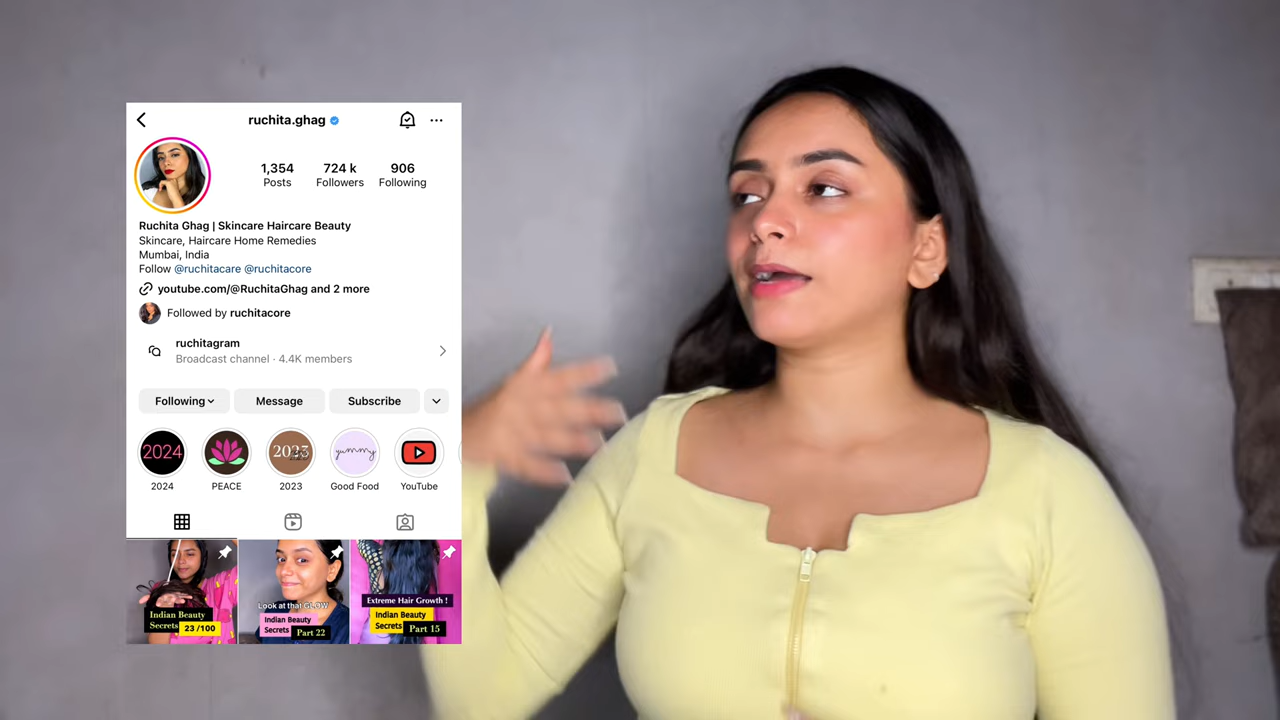 ruchita.ghag
1,354 724 k 906
Posts Followers Following
Ruchita Ghag | Skincare Haircare Beauty
Skincare, Haircare Home Remedies
Mumbai, India
Follow @ruchitacare @ruchitacore
youtube.com/@RuchitaGhag and 2 more
Followed by ruchitacore
ruchitagram
Broadcast channel · 4.4K members
Following Message Subscribe
2024 2023 yummy
2024 PEACE 2023 Good Food YouTube
Indian Beauty
Secrets 23/100
Look at that GLOW
Indian Beauty
Secrets Part 22
Extreme Hair Growth !
Indian Beauty
Secrets Part 15